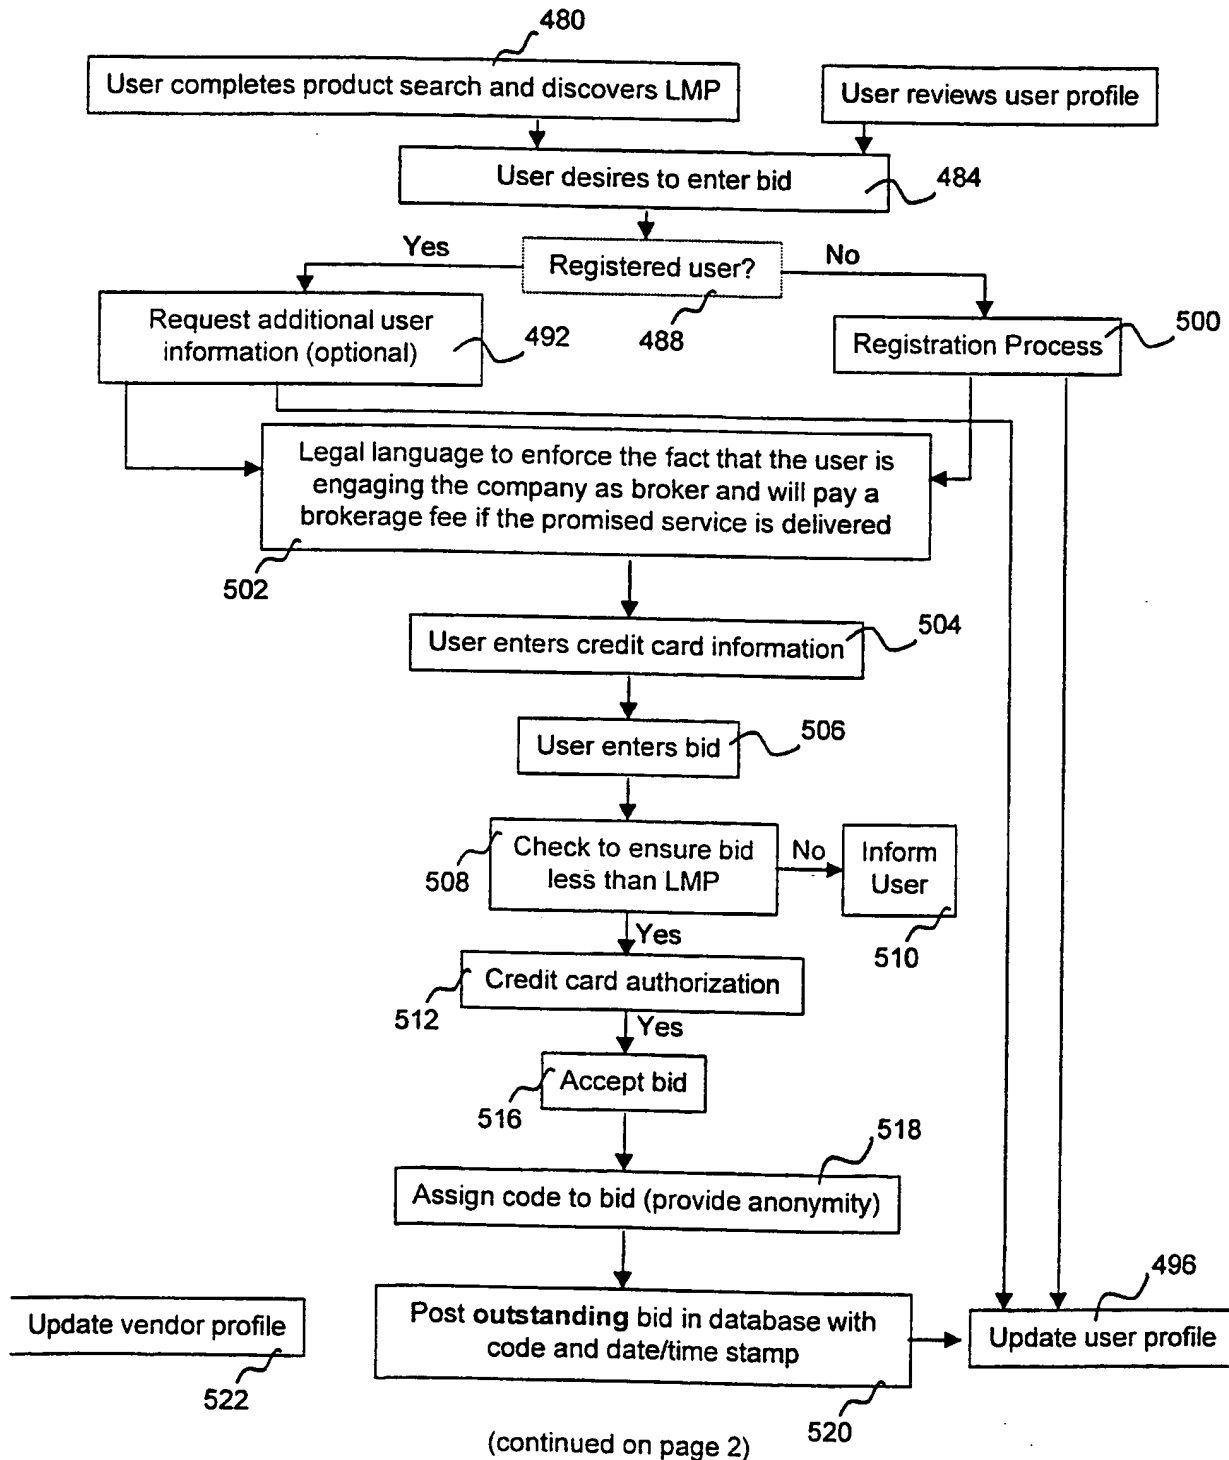 480
User completes product search and discovers LMP
User reviews user profile
User desires to enter bid
484
Yes
Registered user?
No
488
Request additional user
information (optional)
492
500
Registration Process
Legal language to enforce the fact that the user is
engaging the company as broker and will pay a
brokerage fee if the promised service is delivered
502
504
User enters credit card information
506
User enters bid
508
Check to ensure bid
less than LMP
No
Inform
User
510
Yes
Credit card authorization
512
Yes
Accept bid
516
518
Assign code to bid (provide anonymity)
496
Update vendor profile
522
Post outstanding bid in database with
code and date/time stamp
Update user profile
520
(continued on page 2)